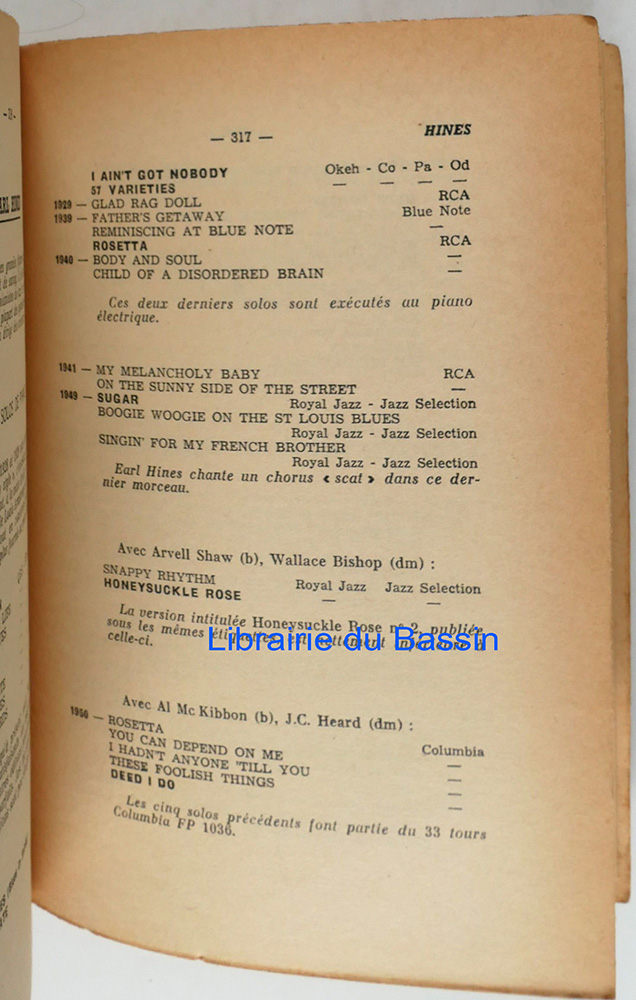 — 317 —
HINES
I AIN'T GOT NOBODY Okeh - Co - Pa - Od
57 VARIETIES — — — —
1929 — GLAD RAG DOLL RCA
1939 — FATHER'S GETAWAY Blue Note
REMINISCING AT BLUE NOTE —
ROSETTA RCA
1940 — BODY AND SOUL —
CHILD OF A DISORDERED BRAIN —
Ces deux derniers solos sont exécutés au piano
électrique.
1941 — MY MELANCHOLY BABY RCA
ON THE SUNNY SIDE OF THE STREET —
1949 — SUGAR Royal Jazz - Jazz Selection
BOOGIE WOOGIE ON THE ST LOUIS BLUES
Royal Jazz - Jazz Selection
SINGIN' FOR MY FRENCH BROTHER
Royal Jazz - Jazz Selection
Earl Hines chante un chorus « scat » dans ce der-
nier morceau.
Avec Arvell Shaw (b), Wallace Bishop (dm) :
SNAPPY RHYTHM Royal Jazz Jazz Selection
HONEYSUCKLE ROSE — —
La version intitulée Honeysuckle Rose n° 2, publiée
sous les mêmes étiquettes, est nettement
celle-ci.
Librairie du Bassin
Avec Al Mc Kibbon (b), J.C. Heard (dm) :
1950 — ROSETTA Columbia
YOU CAN DEPEND ON ME —
I HADN'T ANYONE 'TILL YOU —
THESE FOOLISH THINGS —
DEED I DO —
Les cinq solos précédents font partie du 33 tours
Columbia FP 1036.